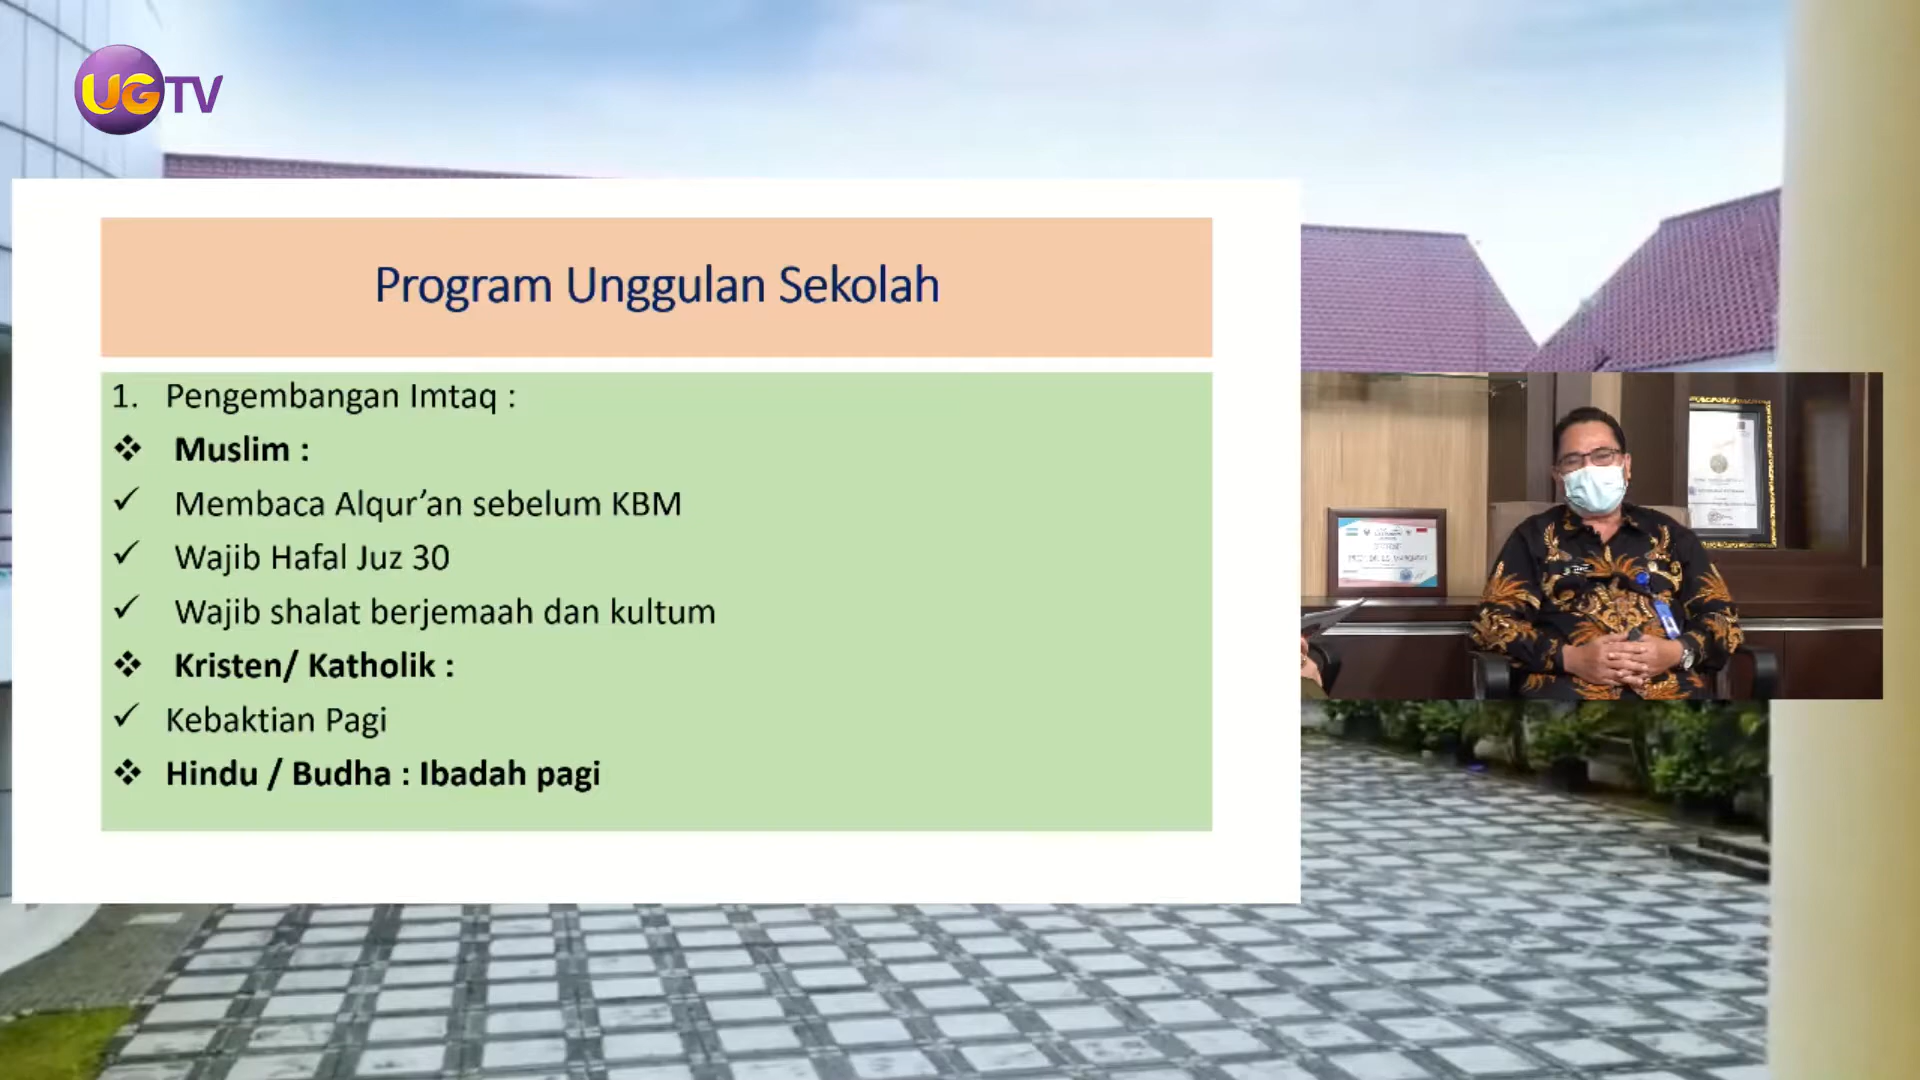 UGTV
Program Unggulan Sekolah
1. Pengembangan Imtaq :
❖ Muslim :
✓ Membaca Alqur’an sebelum KBM
✓ Wajib Hafal Juz 30
✓ Wajib shalat berjemaah dan kultum
❖ Kristen/ Katholik :
✓ Kebaktian Pagi
❖ Hindu / Budha : Ibadah pagi